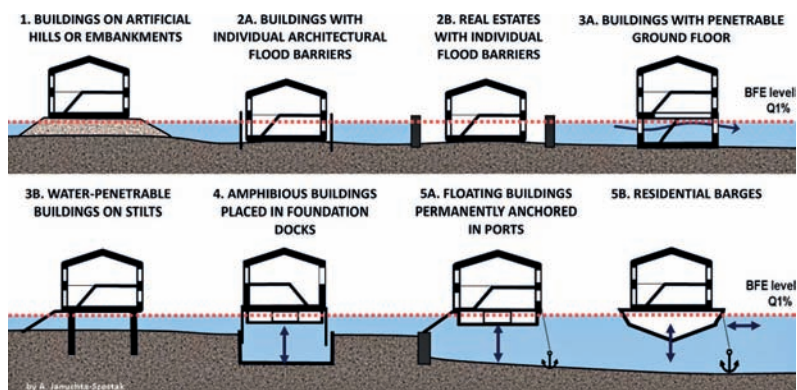 1. BUILDINGS ON ARTIFICIAL
HILLS OR EMBANKMENTS
2A. BUILDINGS WITH
INDIVIDUAL ARCHITECTURAL
FLOOD BARRIERS
2B. REAL ESTATES
WITH INDIVIDUAL
FLOOD BARRIERS
3A. BUILDINGS WITH PENETRABLE
GROUND FLOOR
BFE level
Q1%
3B. WATER-PENETRABLE
BUILDINGS ON STILTS
4. AMPHIBIOUS BUILDINGS
PLACED IN FOUNDATION
DOCKS
5A. FLOATING BUILDINGS
PERMANENTLY ANCHORED
IN PORTS
5B. RESIDENTIAL BARGES
BFE level
Q1%
by A. Januchta-Szostak